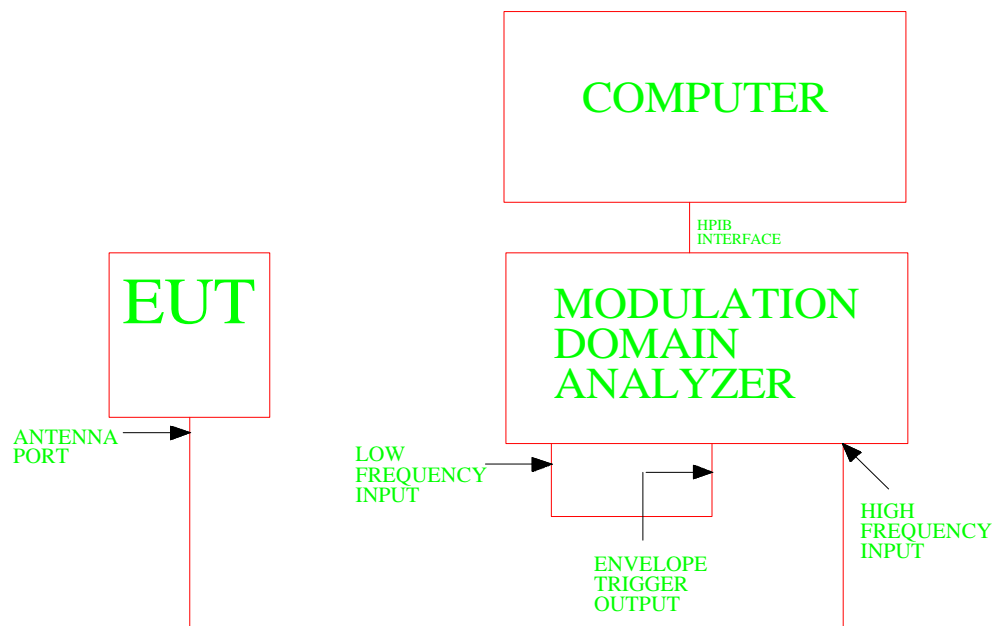 COMPUTER
HPIB
INTERFACE
EUT
MODULATION
DOMAIN
ANALYZER
ANTENNA
PORT
LOW
FREQUENCY
INPUT
ENVELOPE
TRIGGER
OUTPUT
HIGH
FREQUENCY
INPUT